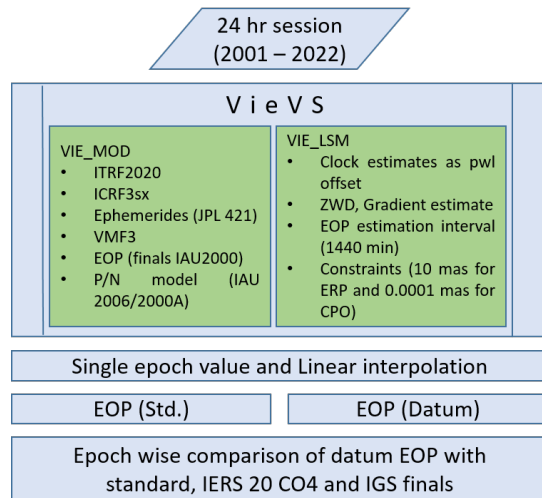 24 hr session
(2001 – 2022)
VieVS
VIE_MOD
• ITRF2020
• ICRF3sx
• Ephemerides (JPL 421)
• VMF3
• EOP (finals IAU2000)
• P/N model (IAU
2006/2000A)
VIE_LSM
• Clock estimates as pwl
offset
• ZWD, Gradient estimate
• EOP estimation interval
(1440 min)
• Constraints (10 mas for
ERP and 0.0001 mas for
CPO)
Single epoch value and Linear interpolation
EOP (Std.)
EOP (Datum)
Epoch wise comparison of datum EOP with
standard, IERS 20 CO4 and IGS finals